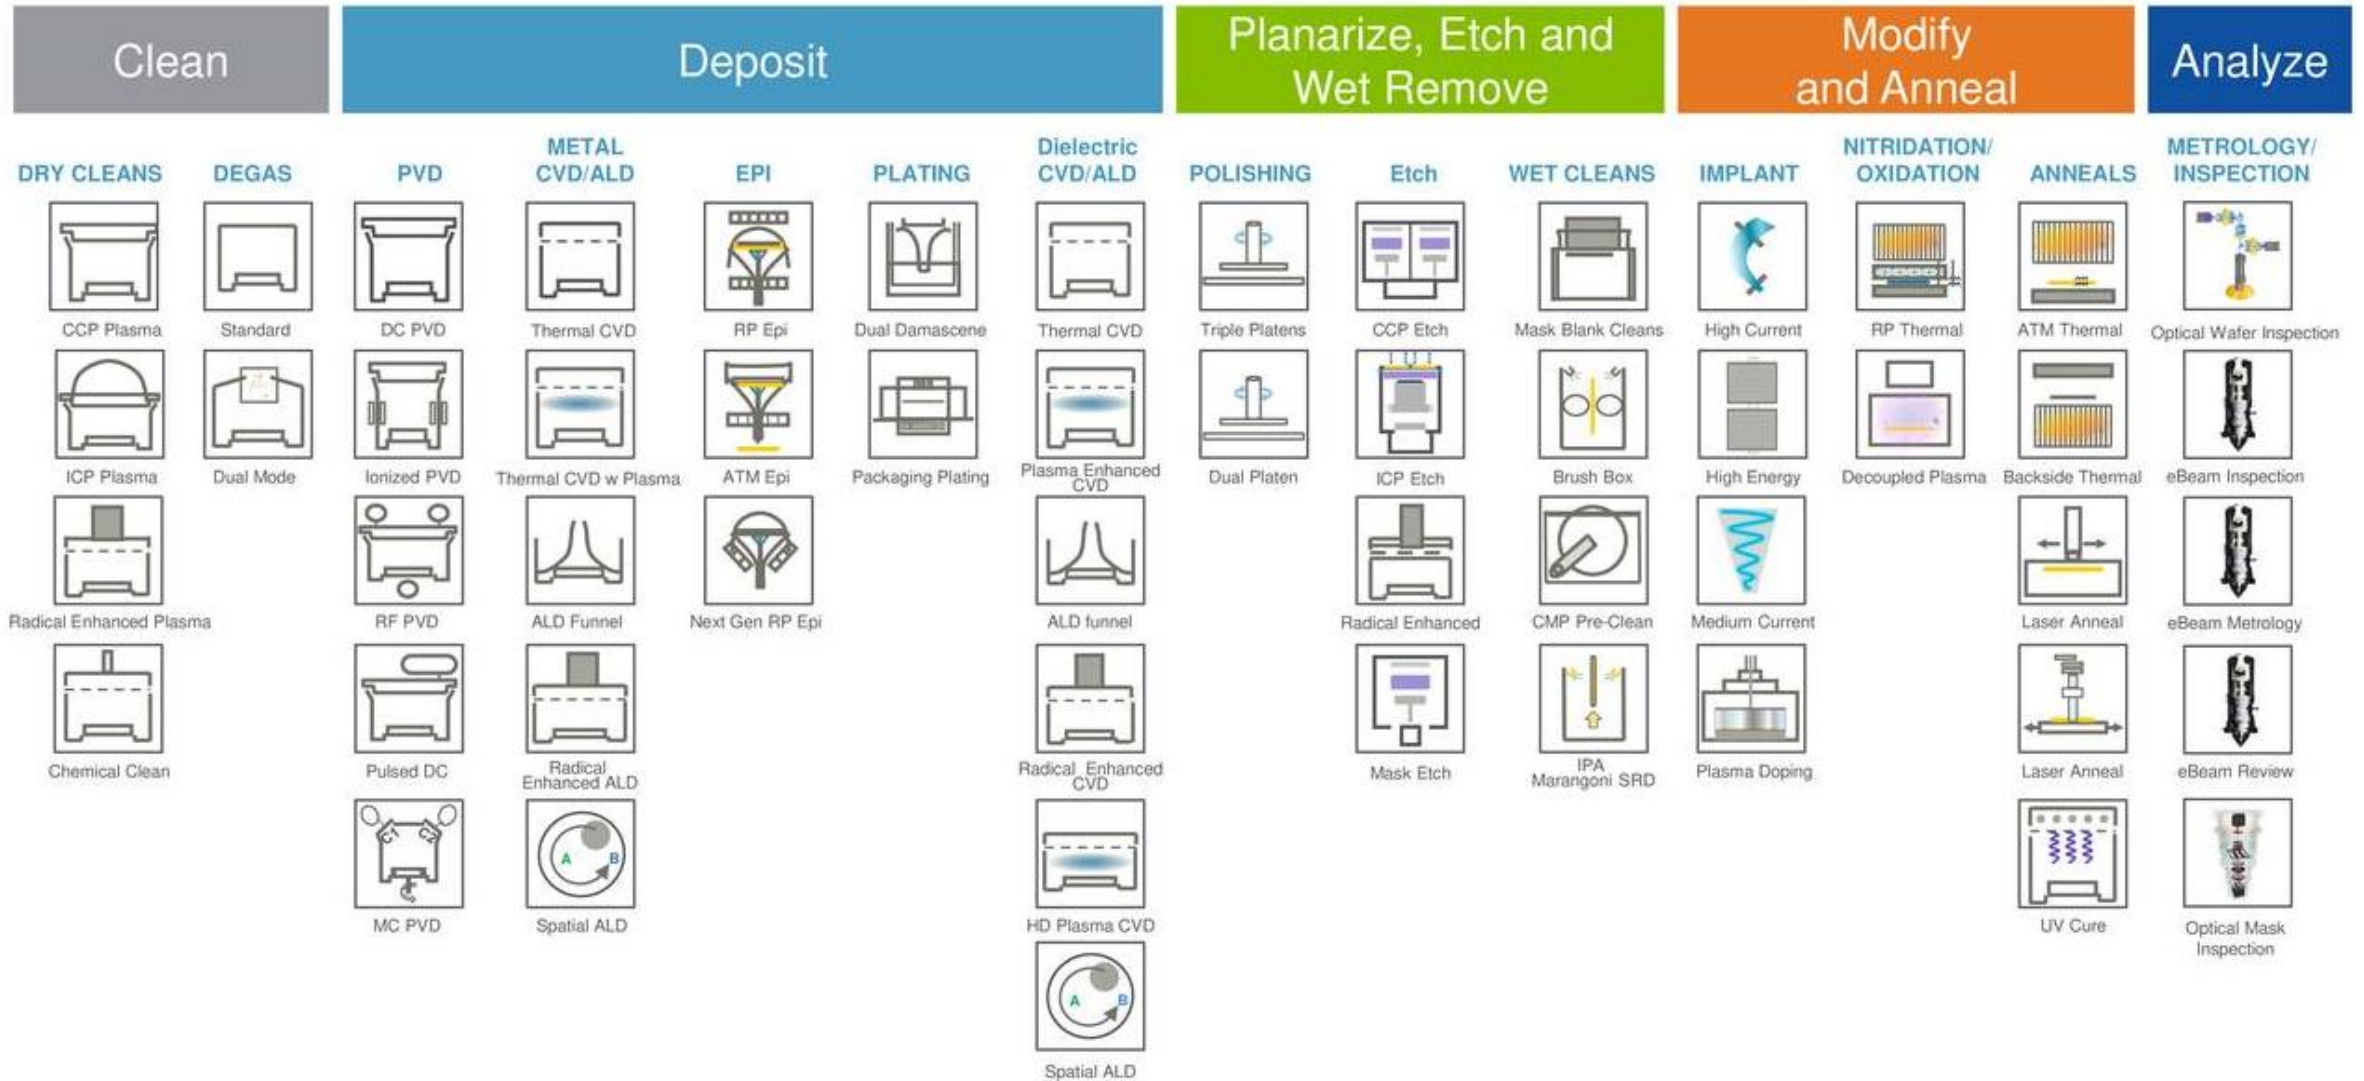 Clean
Deposit
Planarize, Etch and
Wet Remove
Modify
and Anneal
Analyze
DRY CLEANS
DEGAS
PVD
METAL
CVD/ALD
EPI
PLATING
Dielectric
CVD/ALD
POLISHING
Etch
WET CLEANS
IMPLANT
NITRIDATION/
OXIDATION
ANNEALS
METROLOGY/
INSPECTION
CCP Plasma
Standard
DC PVD
Thermal CVD
RP Epi
Dual Damascene
Thermal CVD
Triple Platens
CCP Etch
Mask Blank Cleans
High Current
RP Thermal
ATM Thermal
Optical Wafer Inspection
ICP Plasma
Dual Mode
Ionized PVD
Thermal CVD w Plasma
ATM Epi
Packaging Plating
Plasma Enhanced
CVD
Dual Platen
ICP Etch
Brush Box
High Energy
Decoupled Plasma
Backside Thermal
eBeam Inspection
Radical Enhanced Plasma
RF PVD
ALD Funnel
Next Gen RP Epi
ALD funnel
Radical Enhanced
CMP Pre-Clean
Medium Current
Laser Anneal
eBeam Metrology
Chemical Clean
Pulsed DC
Radical
Enhanced ALD
Radical Enhanced
CVD
Mask Etch
IPA
Marangoni SRD
Plasma Doping
Laser Anneal
eBeam Review
C1
C2
MC PVD
A
B
Spatial ALD
HD Plasma CVD
UV Cure
Optical Mask
Inspection
A
B
Spatial ALD